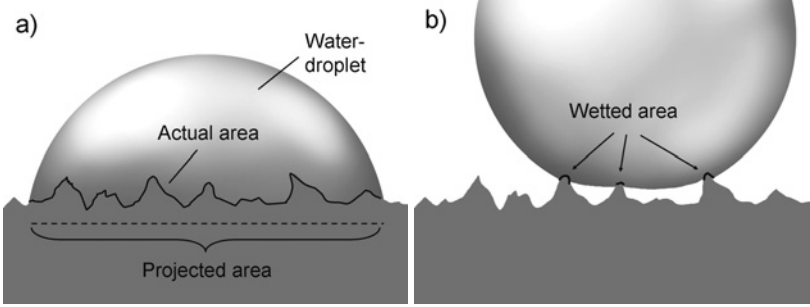 a)
Water-
droplet
Actual area
Projected area
b)
Wetted area